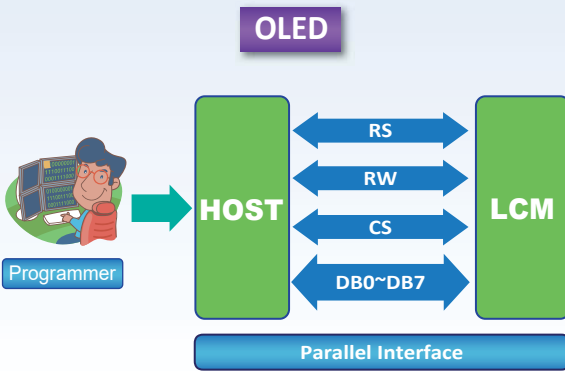 OLED
RS
RW
HOST
LCM
CS
Programmer
DB0~DB7
Parallel Interface